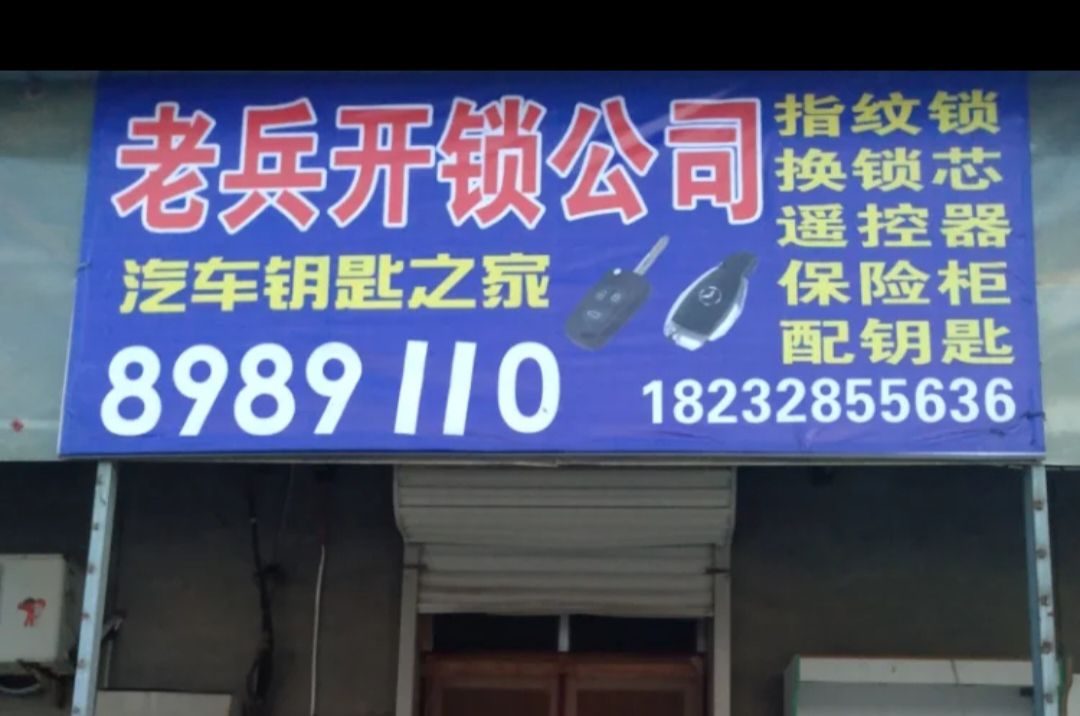 老兵开锁公司
汽车钥匙之家
8989110
指纹锁
换锁芯
遥控器
保险柜
配钥匙
18232855636